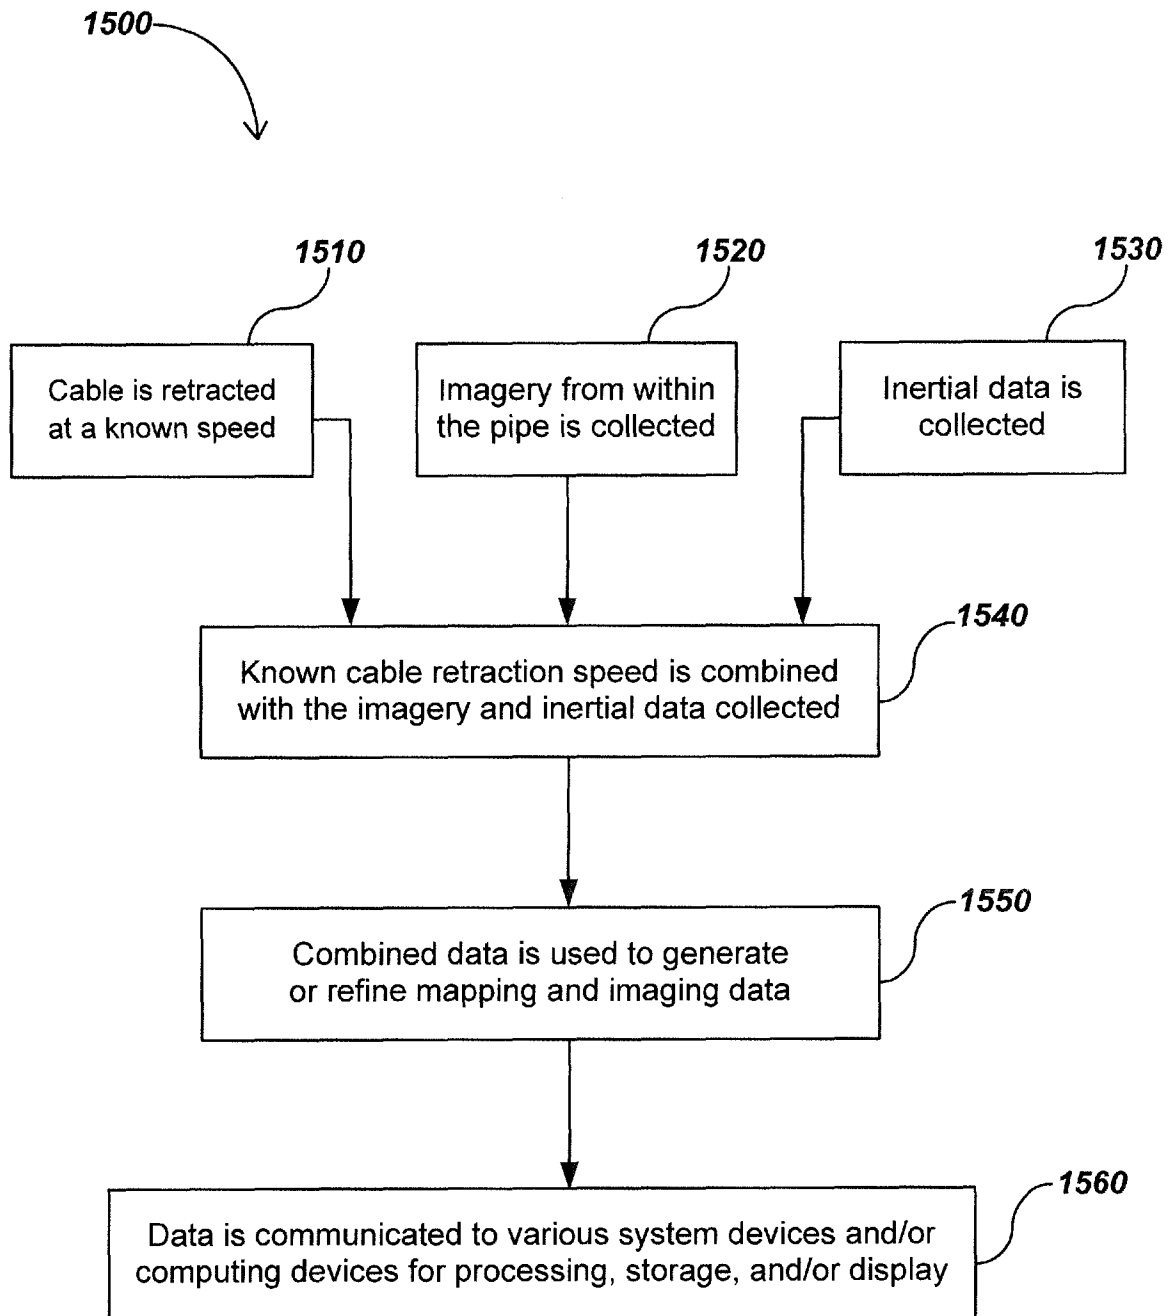 1500
1510
1520
1530
Cable is retracted
at a known speed
Imagery from within
the pipe is collected
Inertial data is
collected
1540
Known cable retraction speed is combined
with the imagery and inertial data collected
1550
Combined data is used to generate
or refine mapping and imaging data
1560
Data is communicated to various system devices and/or
computing devices for processing, storage, and/or display